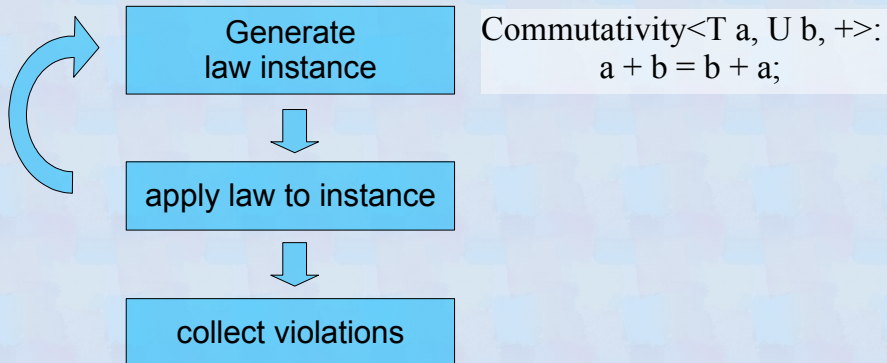 Generate
law instance
Commutativity<T a, U b, +>:
a + b = b + a;
apply law to instance
collect violations